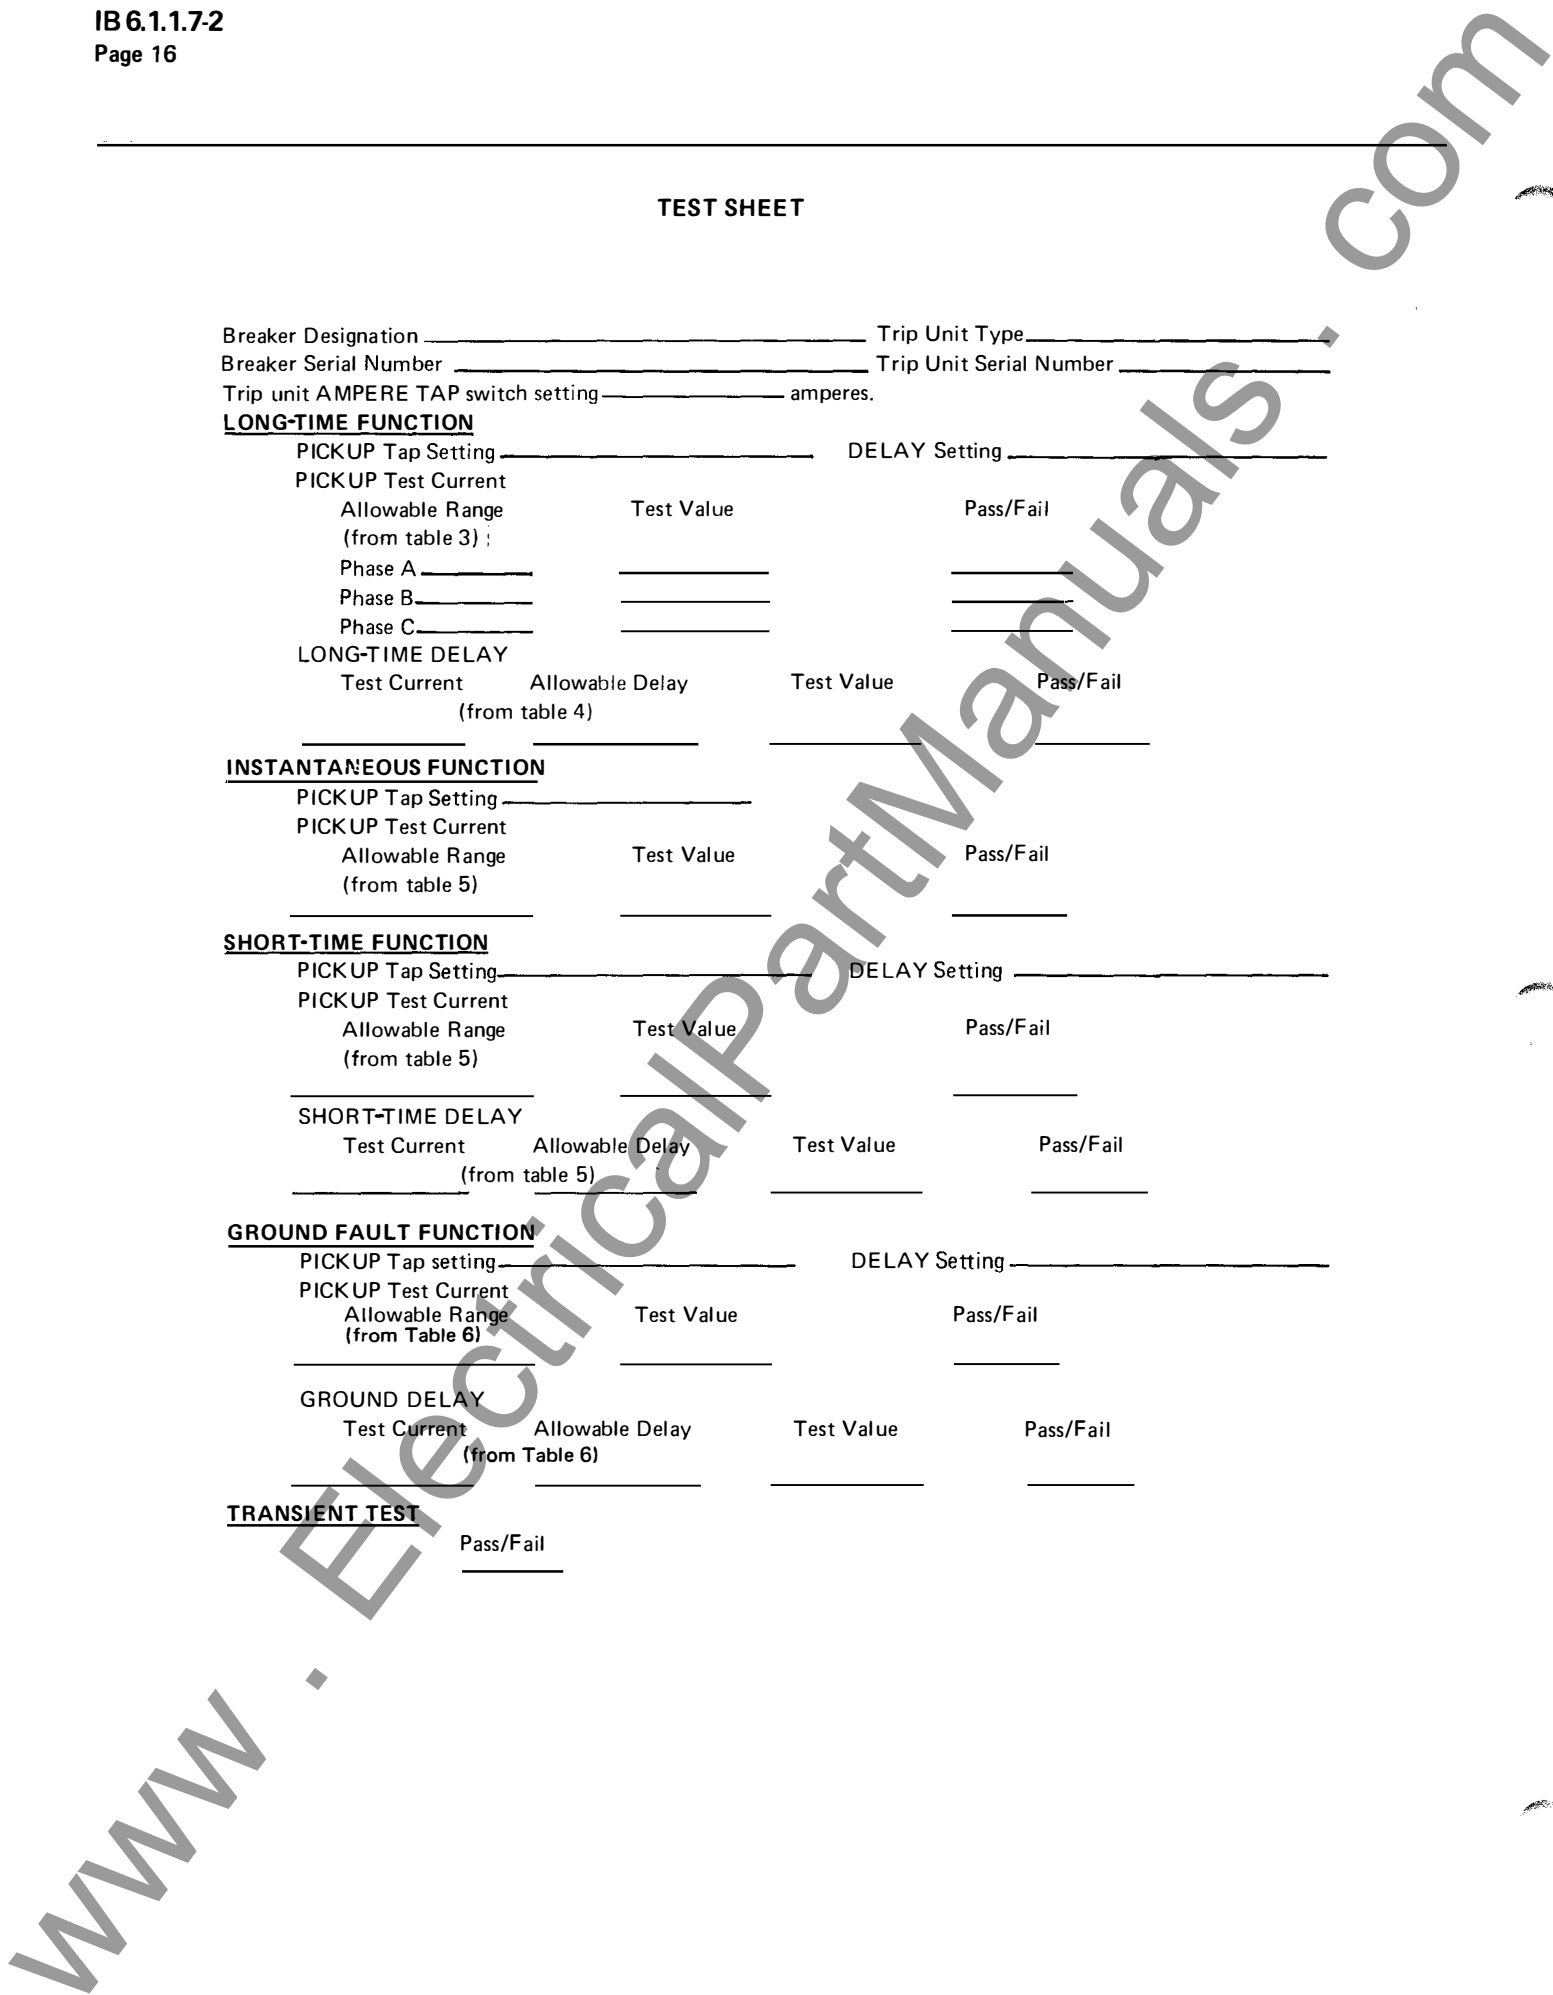 IB 6.1.1.7-2
Page 16
TEST SHEET
Breaker Designation Trip Unit Type
Breaker Serial Number Trip Unit Serial Number
Trip unit AMPERE TAP switch setting amperes.
LONG-TIME FUNCTION
PICKUP Tap Setting DELAY Setting
PICKUP Test Current
Allowable Range Test Value Pass/Fail
(from table 3)
Phase A
Phase B
Phase C
LONG-TIME DELAY
Test Current Allowable Delay Test Value Pass/Fail
(from table 4)
INSTANTANEOUS FUNCTION
PICKUP Tap Setting
PICKUP Test Current
Allowable Range Test Value Pass/Fail
(from table 5)
SHORT-TIME FUNCTION
PICKUP Tap Setting DELAY Setting
PICKUP Test Current
Allowable Range Test Value Pass/Fail
(from table 5)
SHORT-TIME DELAY
Test Current Allowable Delay Test Value Pass/Fail
(from table 5)
GROUND FAULT FUNCTION
PICKUP Tap setting DELAY Setting
PICKUP Test Current
Allowable Range Test Value Pass/Fail
(from Table 6)
GROUND DELAY
Test Current Allowable Delay Test Value Pass/Fail
(from Table 6)
TRANSIENT TEST
Pass/Fail
www . ElectricalPartManuals . com